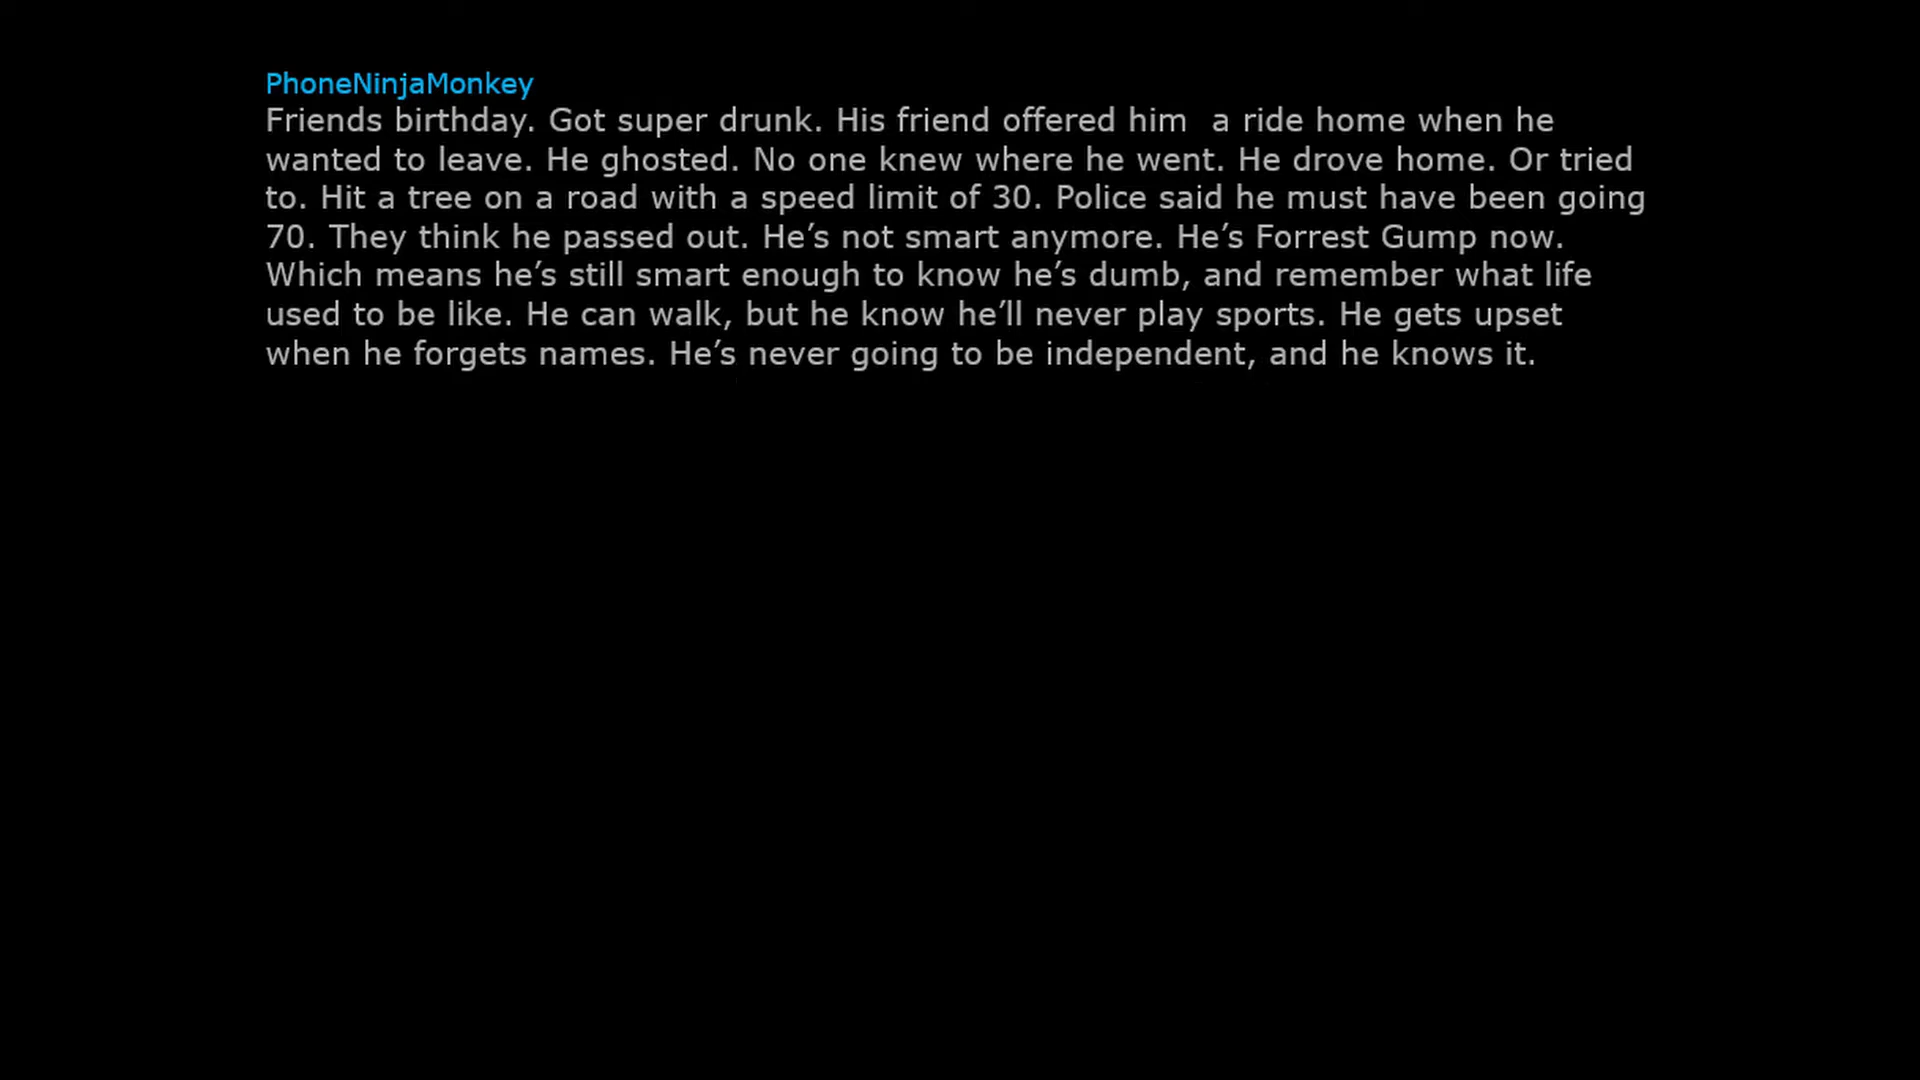 PhoneNinjaMonkey
Friends birthday. Got super drunk. His friend offered him  a ride home when he
wanted to leave. He ghosted. No one knew where he went. He drove home. Or tried
to. Hit a tree on a road with a speed limit of 30. Police said he must have been going
70. They think he passed out. He’s not smart anymore. He’s Forrest Gump now.
Which means he’s still smart enough to know he’s dumb, and remember what life
used to be like. He can walk, but he know he’ll never play sports. He gets upset
when he forgets names. He’s never going to be independent, and he knows it.